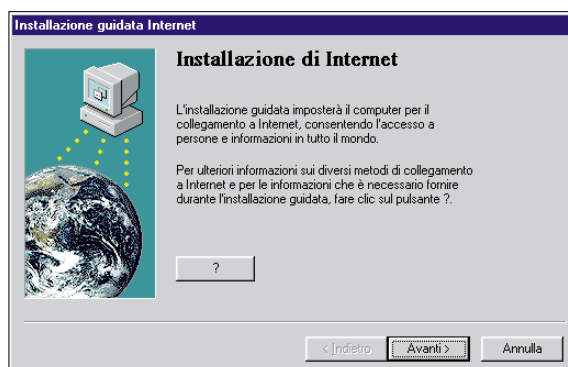 Installazione guidata Internet
Installazione di Internet
L'installazione guidata imposterà il computer per il
collegamento a Internet, consentendo l'accesso a
persone e informazioni in tutto il mondo.
Per ulteriori informazioni sui diversi metodi di collegamento
a Internet e per le informazioni che è necessario fornire
durante l'installazione guidata, fare clic sul pulsante ?.
?
< Indietro
Avanti >
Annulla